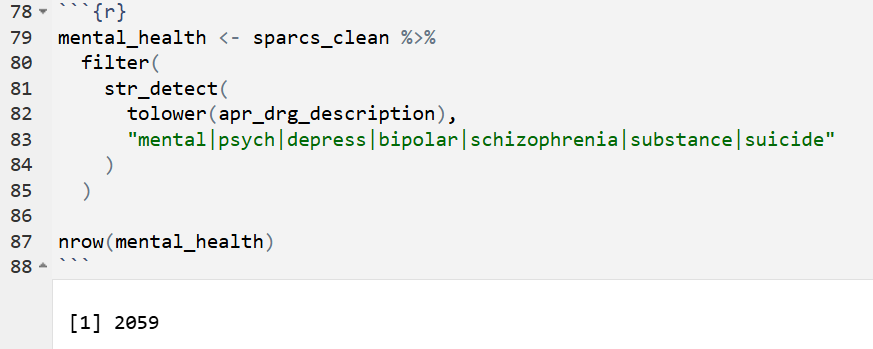 78 ```{r}
79 mental_health <- sparcs_clean %>%
80   filter(
81     str_detect(
82       tolower(apr_drg_description),
83       "mental|psych|depress|bipolar|schizophrenia|substance|suicide"
84     )
85   )
86
87 nrow(mental_health)
88 ```
[1] 2059